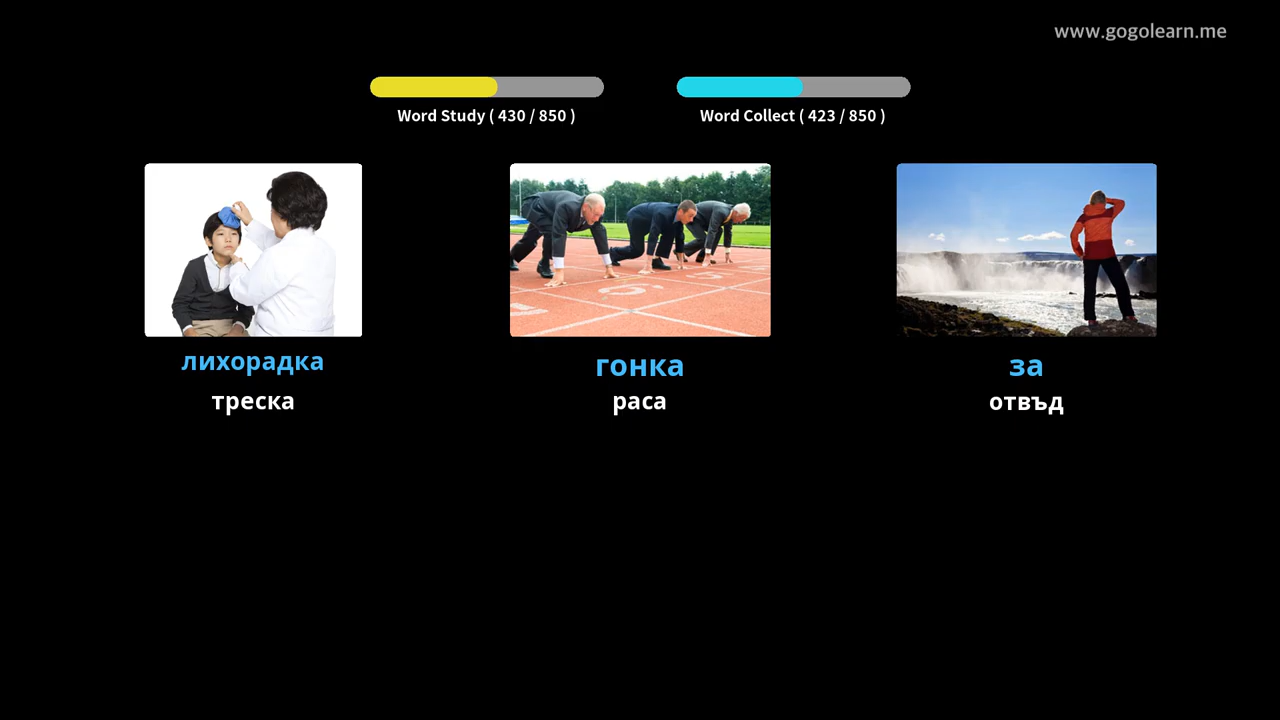 www.gogolearn.me
Word Study ( 430 / 850 )
Word Collect ( 423 / 850 )
лихорадка
треска
гонка
раса
за
отвъд